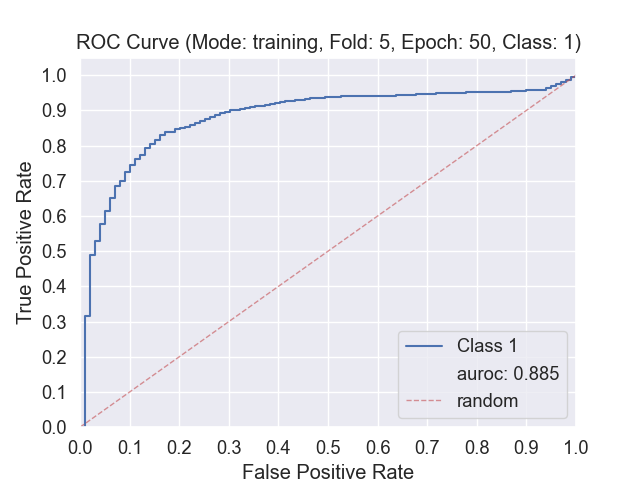 ROC Curve (Mode: training, Fold: 5, Epoch: 50, Class: 1)
1.0
0.9
0.8
0.7
0.6
0.5
0.4
0.3
0.2
0.1
0.0
True Positive Rate
Class 1
auroc: 0.885
random
0.0 0.1 0.2 0.3 0.4 0.5 0.6 0.7 0.8 0.9 1.0
False Positive Rate